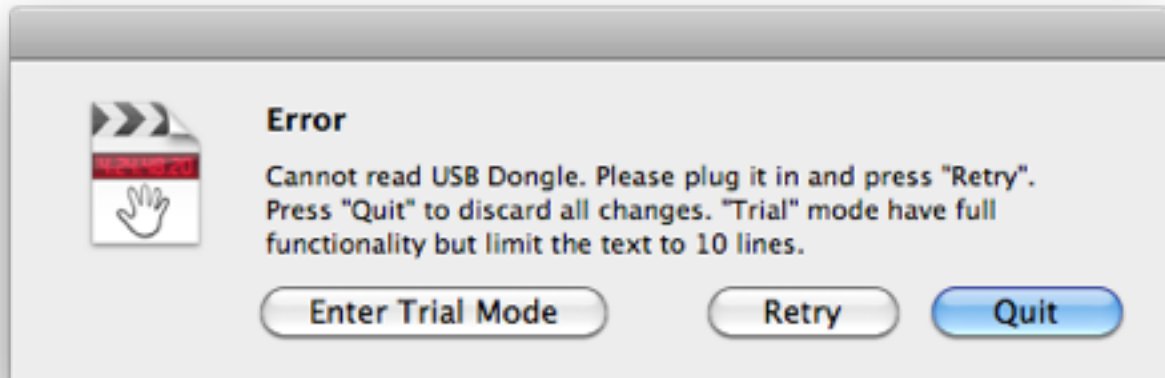 Error
Cannot read USB Dongle. Please plug it in and press "Retry".
Press "Quit" to discard all changes. "Trial" mode have full
functionality but limit the text to 10 lines.
Enter Trial Mode Retry Quit